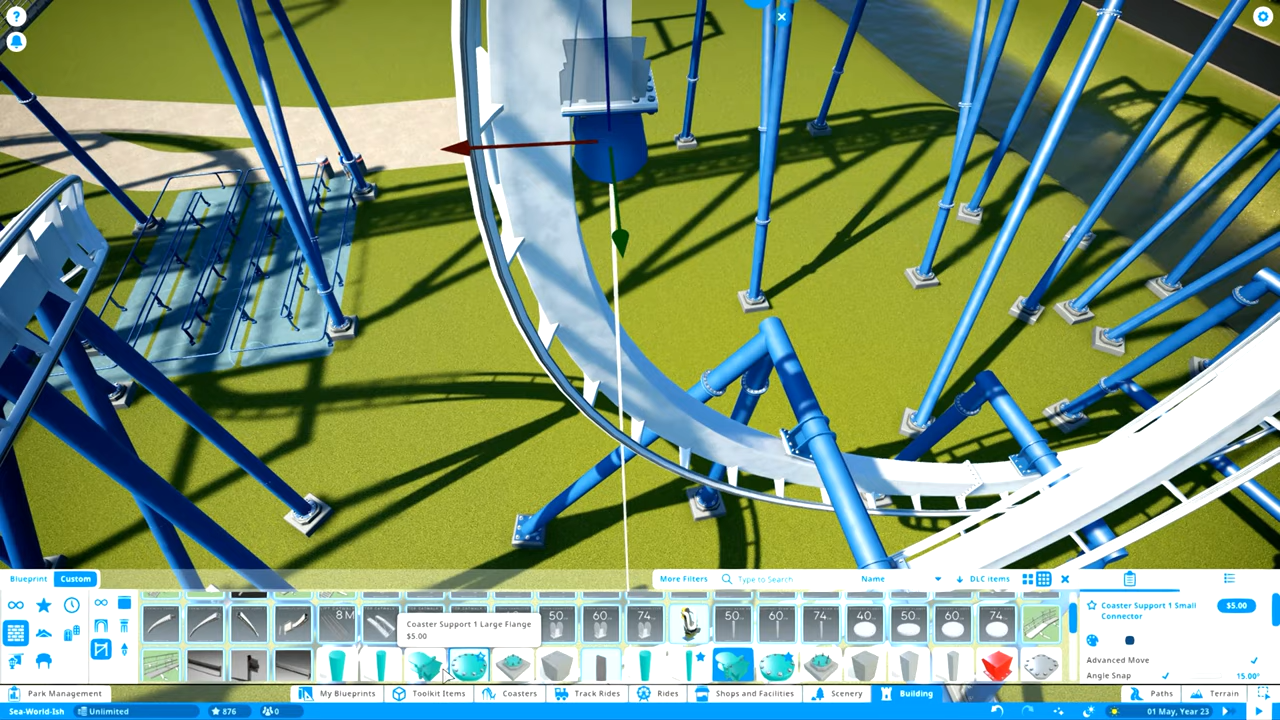 ?
Blueprint Custom More Filters Type to Search Name DLC items
8M 50... 60... 74... 50... 60... 74... 40... 50... 60... 74...
Coaster Support 1 Large Flange
$5.00
Coaster Support 1 Small
Connector
$5.00
Advanced Move
Angle Snap 15.00°
Park Management My Blueprints Toolkit Items Coasters Track Rides Rides Shops and Facilities Scenery Building Paths Terrain
Sea-World-Ish Unlimited 876 0 01 May, Year 23